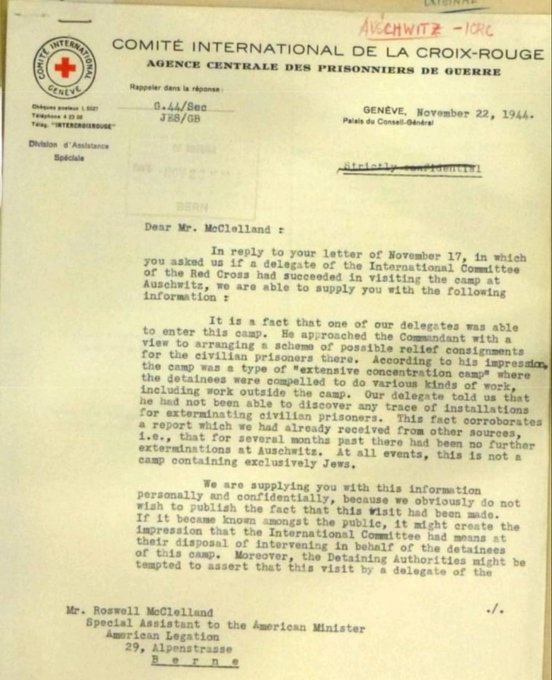 AUSCHWITZ - ICRC
COMITÉ INTERNATIONAL DE LA CROIX-ROUGE
AGENCE CENTRALE DES PRISONNIERS DE GUERRE
COMITÉ INTERNATIONAL
GENÈVE
Rappeler dans la réponse:
G.44/Sec
JES/GB
Chèques postaux I.5527
Téléphone 4 23 05
Télég. "INTERCROIXROUGE"
Division d'Assistance
Spéciale
GENÈVE, November 22, 1944.
Palais du Conseil-Général
Strictly confidential
BERN
Dear Mr. McClelland :
In reply to your letter of November 17, in which
you asked us if a delegate of the International Committee
of the Red Cross had succeeded in visiting the camp at
Auschwitz, we are able to supply you with the following
information :
It is a fact that one of our delegates was able
to enter this camp. He approached the Commandant with a
view to arranging a scheme of possible relief consignments
for the civilian prisoners there. According to his impression,
the camp was a type of "extensive concentration camp" where
the detainees were compelled to do various kinds of work,
including work outside the camp. Our delegate told us that
he had not been able to discover any trace of installations
for exterminating civilian prisoners. This fact corroborates
a report which we had already received from other sources,
i.e., that for several months past there had been no further
exterminations at Auschwitz. At all events, this is not a
camp containing exclusively Jews.
We are supplying you with this information
personally and confidentially, because we obviously do not
wish to publish the fact that this visit had been made.
If it became known amongst the public, it might create the
impression that the International Committee had means at
their disposal of intervening in behalf of the detainees
of this camp. Moreover, the Detaining Authorities might be
tempted to assert that this visit by a delegate of the
./.
Mr. Roswell McClelland
Special Assistant to the American Minister
American Legation
29, Alpenstrasse
B e r n e